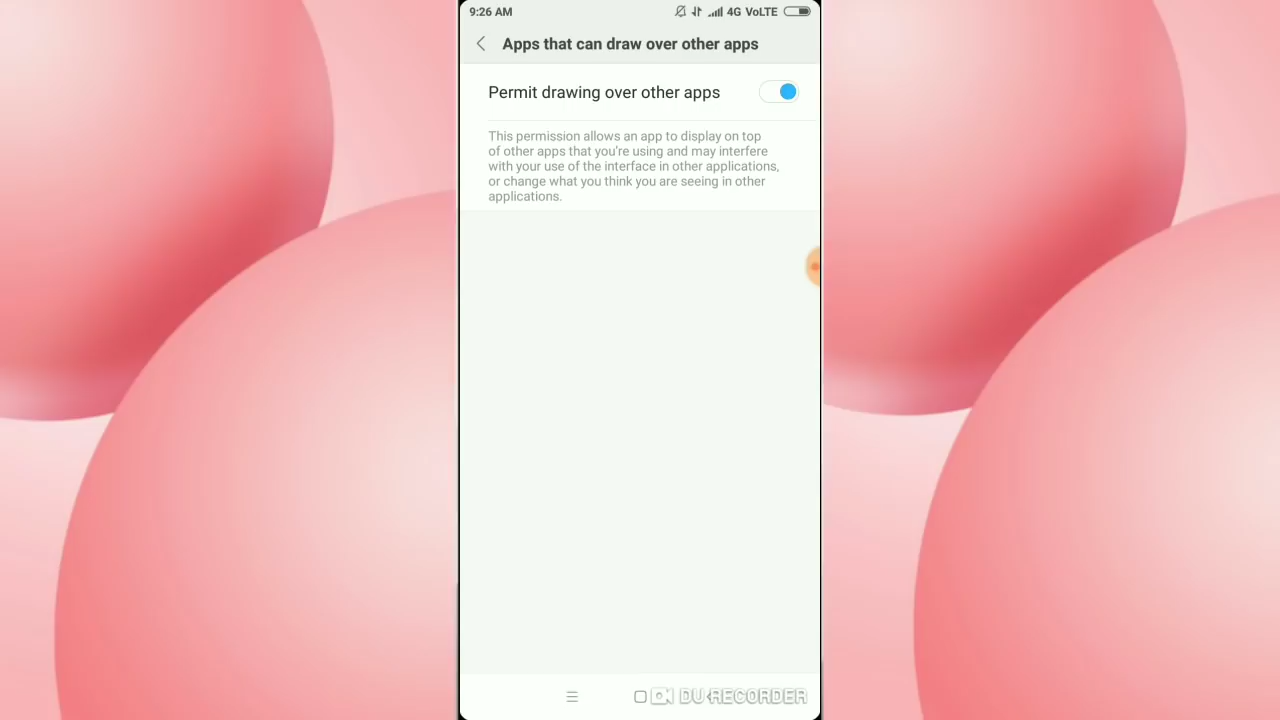 9:26 AM 4G VoLTE
Apps that can draw over other apps
Permit drawing over other apps
This permission allows an app to display on top
of other apps that you're using and may interfere
with your use of the interface in other applications,
or change what you think you are seeing in other
applications.
DU RECORDER